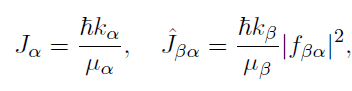 J_α = ħk_α / μ_α, Ĵ_βα = ħk_β / μ_β |f_βα|²,